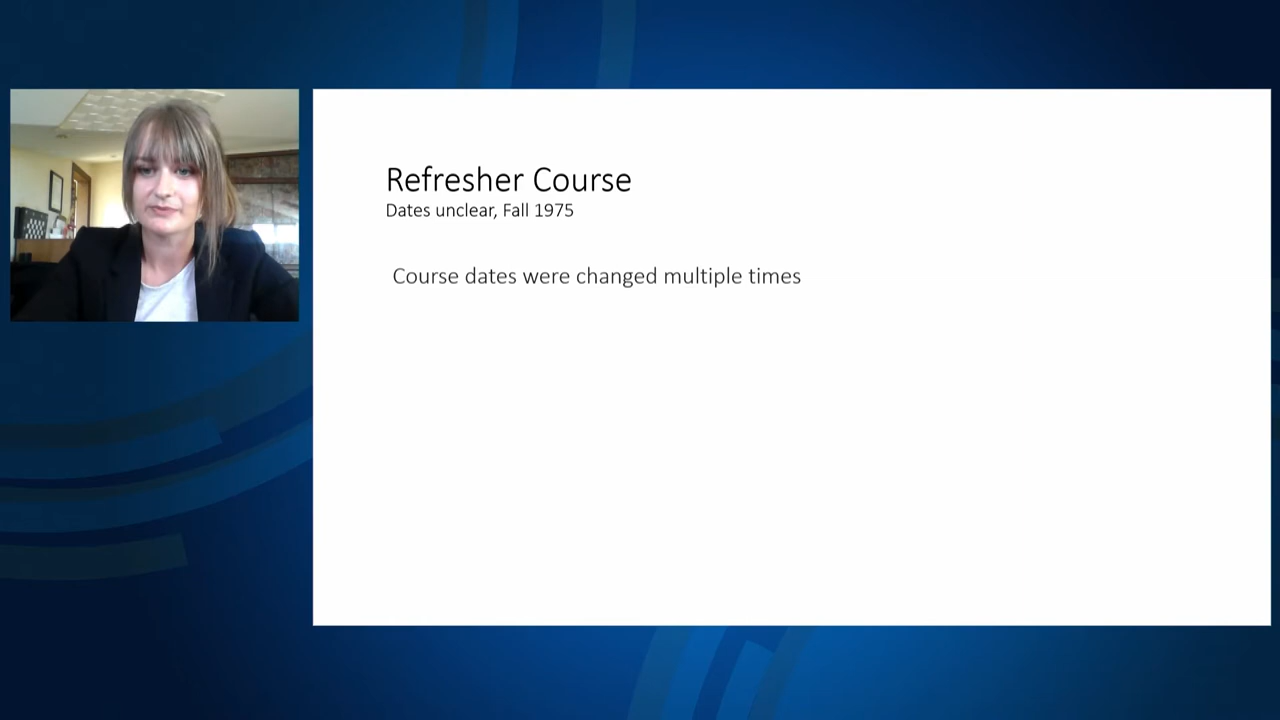 Refresher Course
Dates unclear, Fall 1975
Course dates were changed multiple times